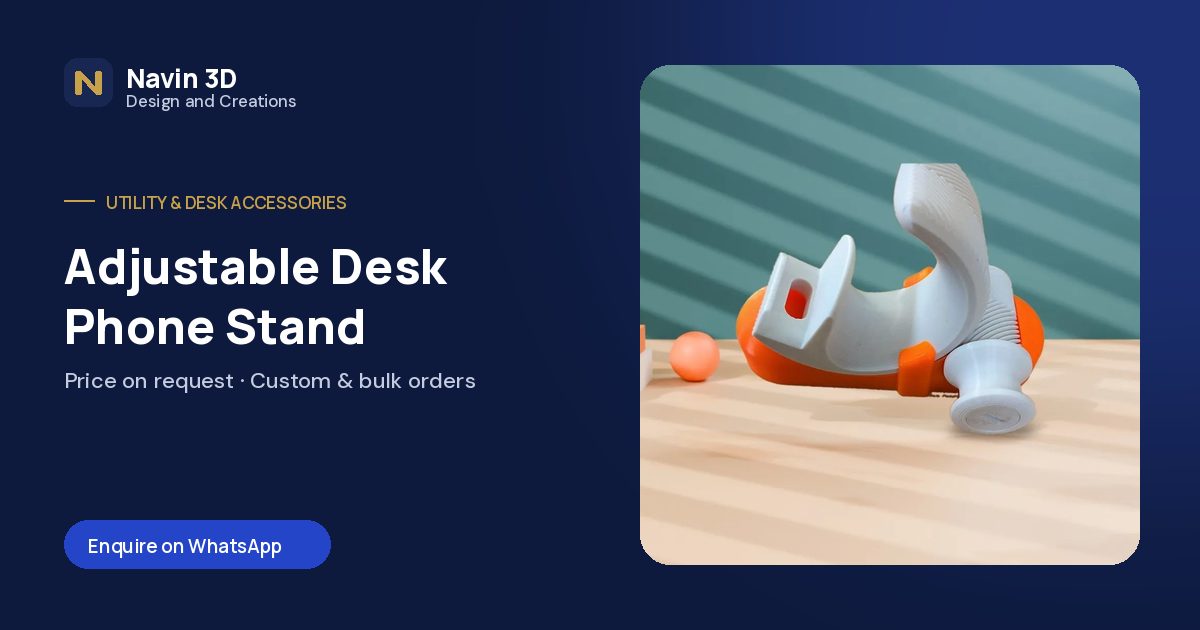 Navin 3D
Design and Creations
UTILITY & DESK ACCESSORIES
Adjustable Desk
Phone Stand
Price on request · Custom & bulk orders
Enquire on WhatsApp